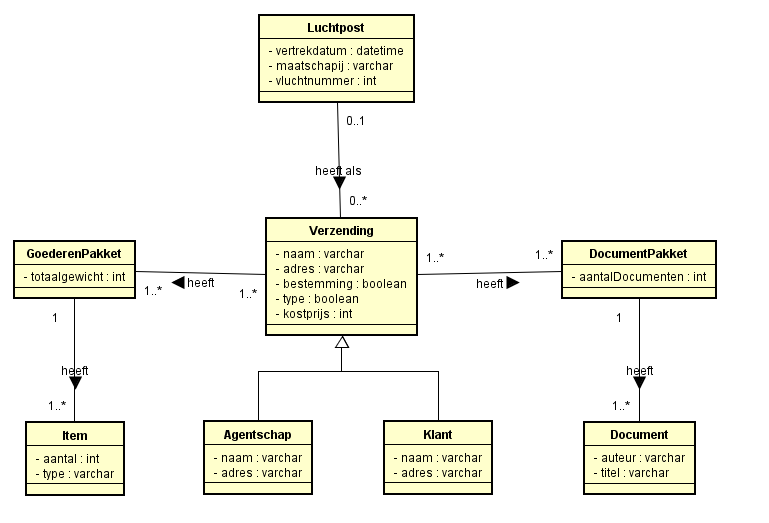 Luchtpost
- vertrekdatum : datetime
- maatschapij : varchar
- vluchtnummer : int
0..1
heeft als
0..*
Verzending
- naam : varchar
- adres : varchar
- bestemming : boolean
- type : boolean
- kostprijs : int
GoederenPakket
- totaalgewicht : int
1..*
heeft
1..*
1..*
heeft
1..*
DocumentPakket
- aantalDocumenten : int
1
heeft
1..*
1
heeft
1..*
Item
- aantal : int
- type : varchar
Agentschap
- naam : varchar
- adres : varchar
Klant
- naam : varchar
- adres : varchar
Document
- auteur : varchar
- titel : varchar